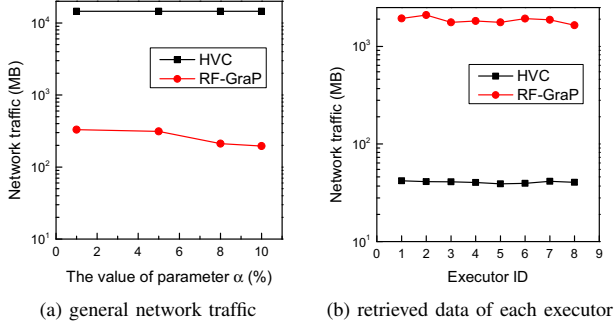 10^4
10^3
10^2
10^1
Network traffic (MB)
HVC
RF-GraP
0 2 4 6 8 10
The value of parameter α (%)
(a) general network traffic
10^3
10^2
10^1
Network traffic (MB)
HVC
RF-GraP
0 1 2 3 4 5 6 7 8 9
Executor ID
(b) retrieved data of each executor